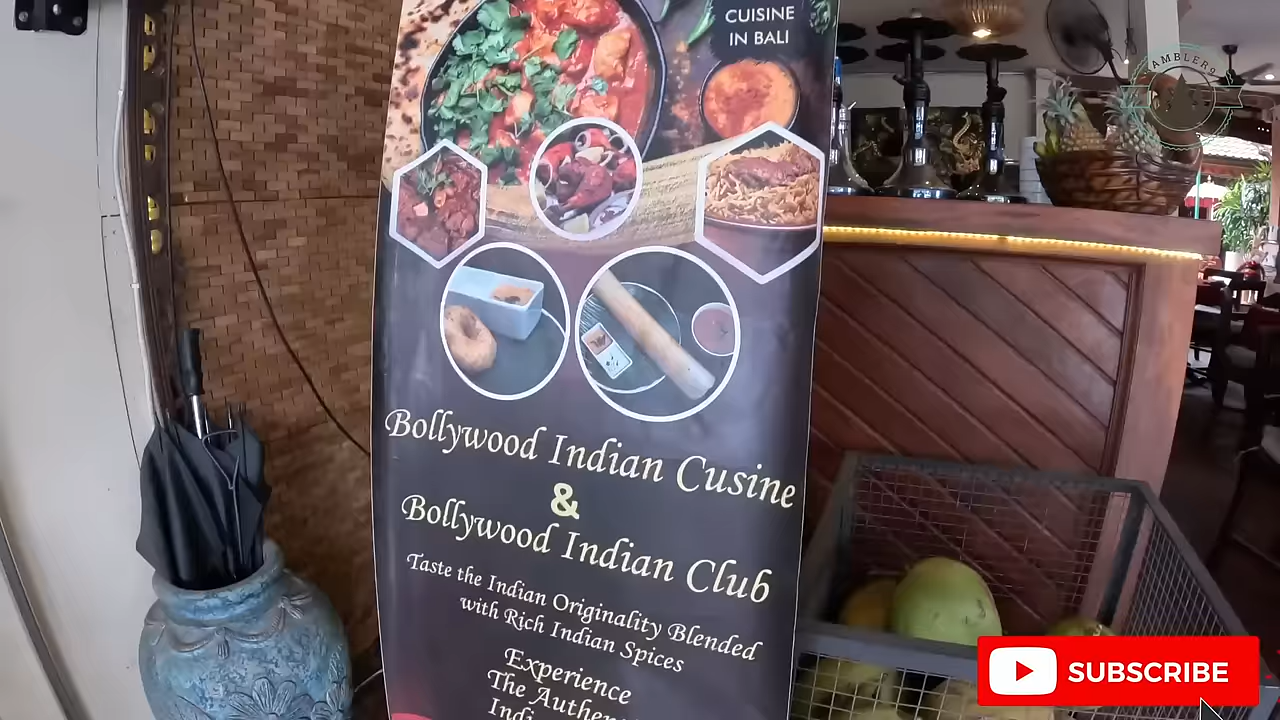 CUISINE
IN BALI
AMBLER9
Bollywood Indian Cusine
&
Bollywood Indian Club
Taste the Indian Originality Blended
with Rich Indian Spices
Experience
The
SUBSCRIBE